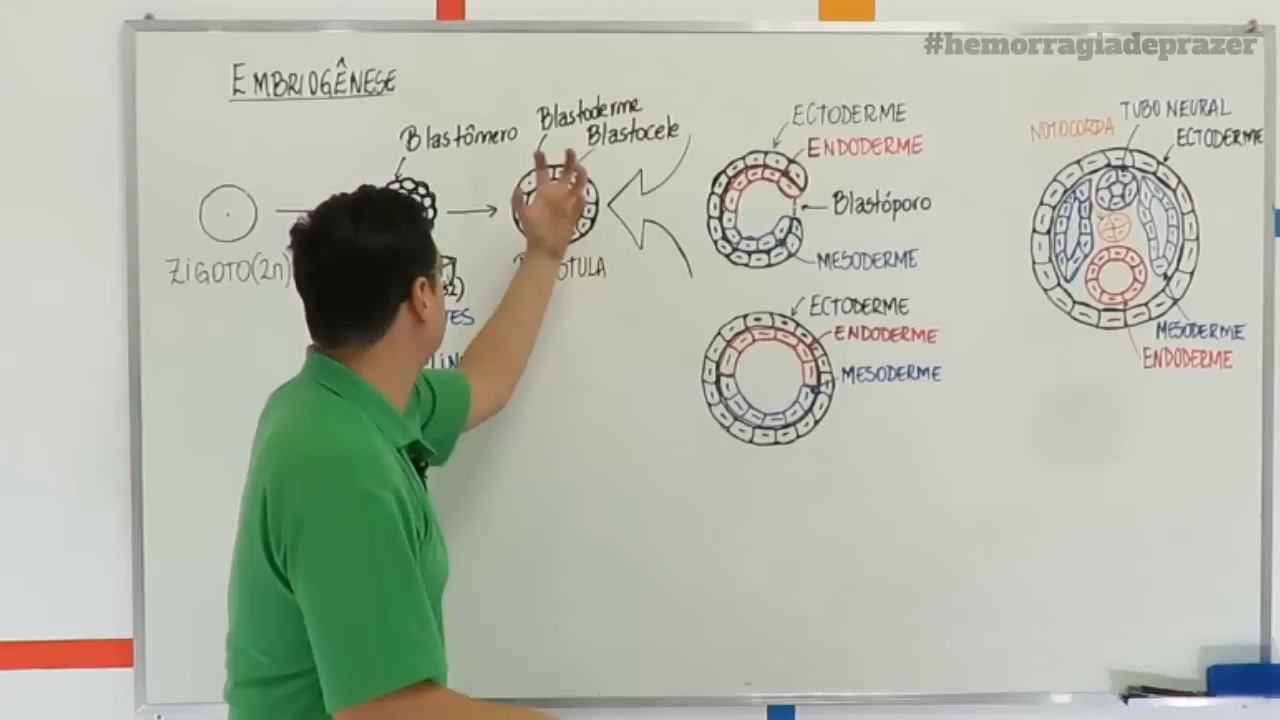 #hemorragiadeprazer
EMBRIOGÊNESE
Blastômero
Blastoderme
Blastocele
ZIGOTO(2n)
ECTODERME
ENDODERME
Blastóporo
MESODERME
ECTODERME
ENDODERME
MESODERME
NOTOCORDA
TUBO NEURAL
ECTODERME
MESODERME
ENDODERME